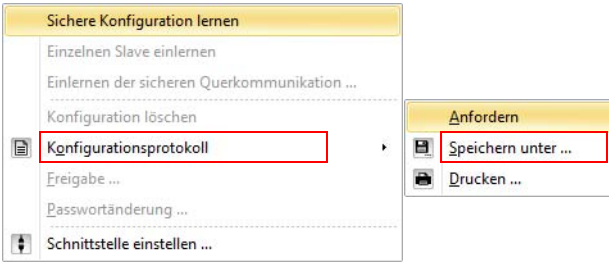 Sichere Konfiguration lernen
Einzelnen Slave einlernen
Einlernen der sicheren Querkommunikation ...
Konfiguration löschen
Konfigurationsprotokoll
Freigabe ...
Passwortänderung ...
Schnittstelle einstellen ...
Anfordern
Speichern unter ...
Drucken ...